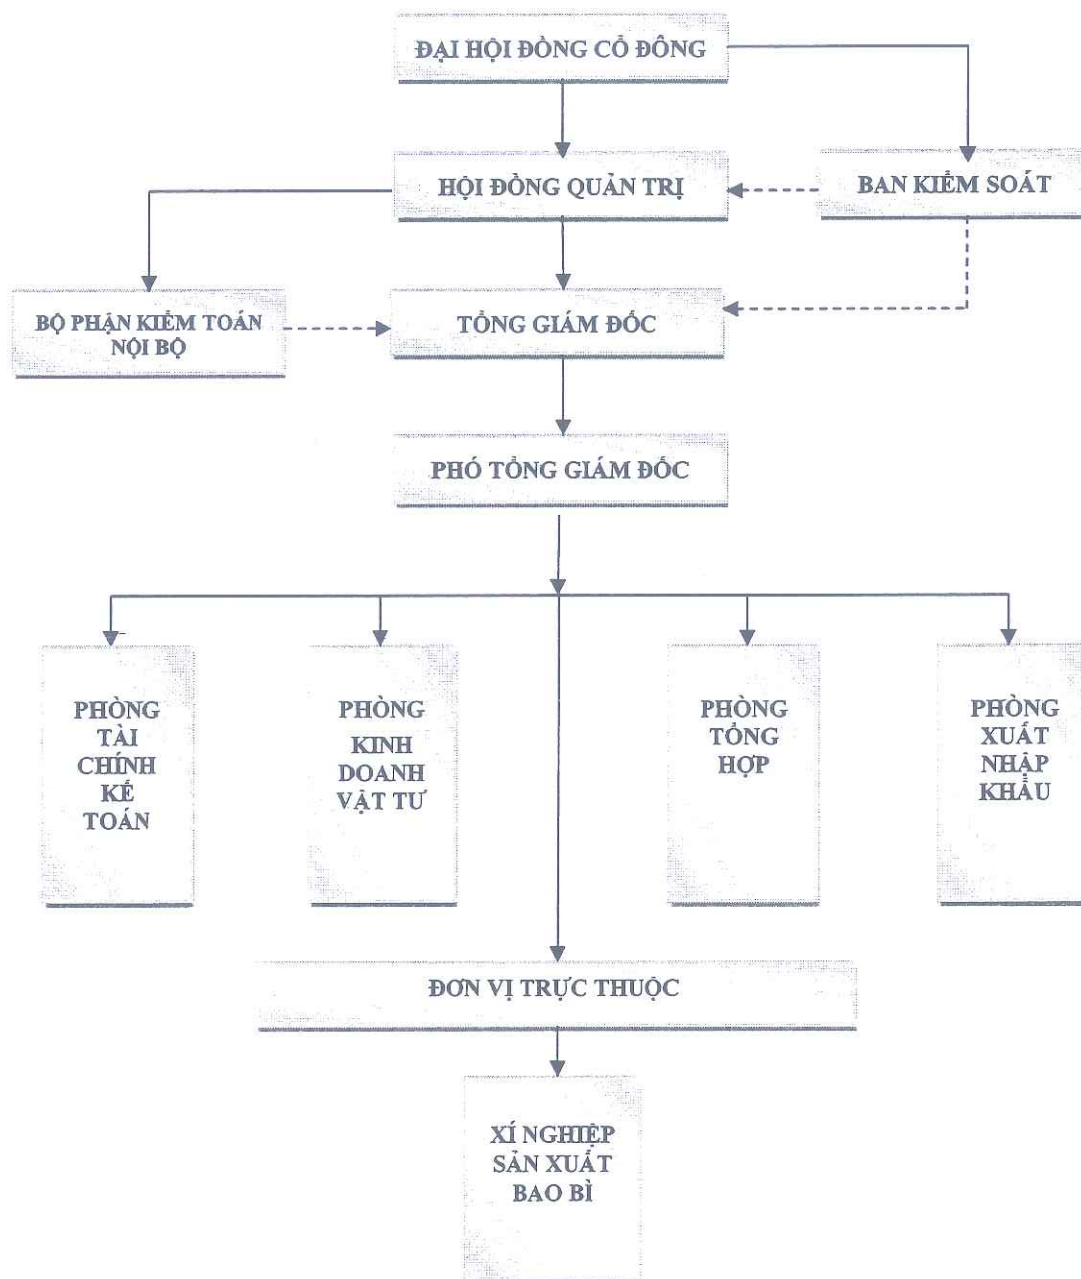 ĐẠI HỘI ĐỒNG CỔ ĐÔNG
HỘI ĐỒNG QUẢN TRỊ
BAN KIỂM SOÁT
BỘ PHẬN KIỂM TOÁN
NỘI BỘ
TỔNG GIÁM ĐỐC
PHÓ TỔNG GIÁM ĐỐC
PHÒNG
TÀI
CHÍNH
KẾ
TOÁN
PHÒNG
KINH
DOANH
VẬT TƯ
PHÒNG
TỔNG
HỢP
PHÒNG
XUẤT
NHẬP
KHẨU
ĐƠN VỊ TRỰC THUỘC
XÍ NGHIỆP
SẢN XUẤT
BAO BÌ